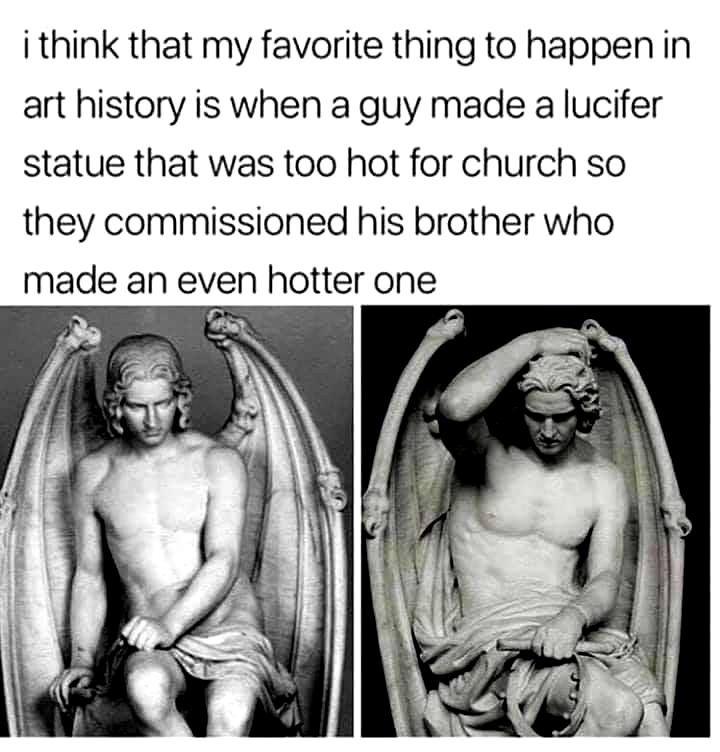 i think that my favorite thing to happen in
art history is when a guy made a lucifer
statue that was too hot for church so
they commissioned his brother who
made an even hotter one